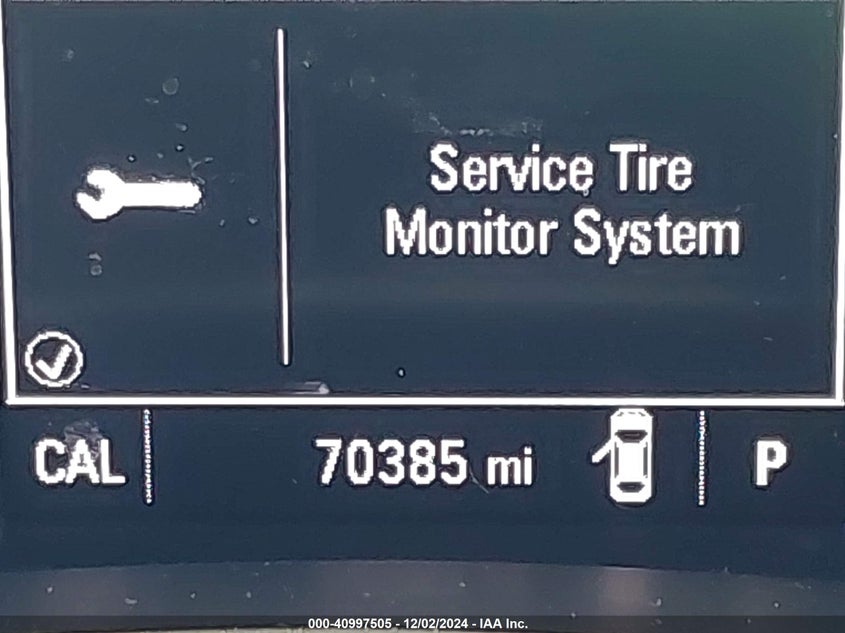 Service Tire
Monitor System
CAL
70385 mi
P
000-40997505 - 12/02/2024 - IAA Inc.